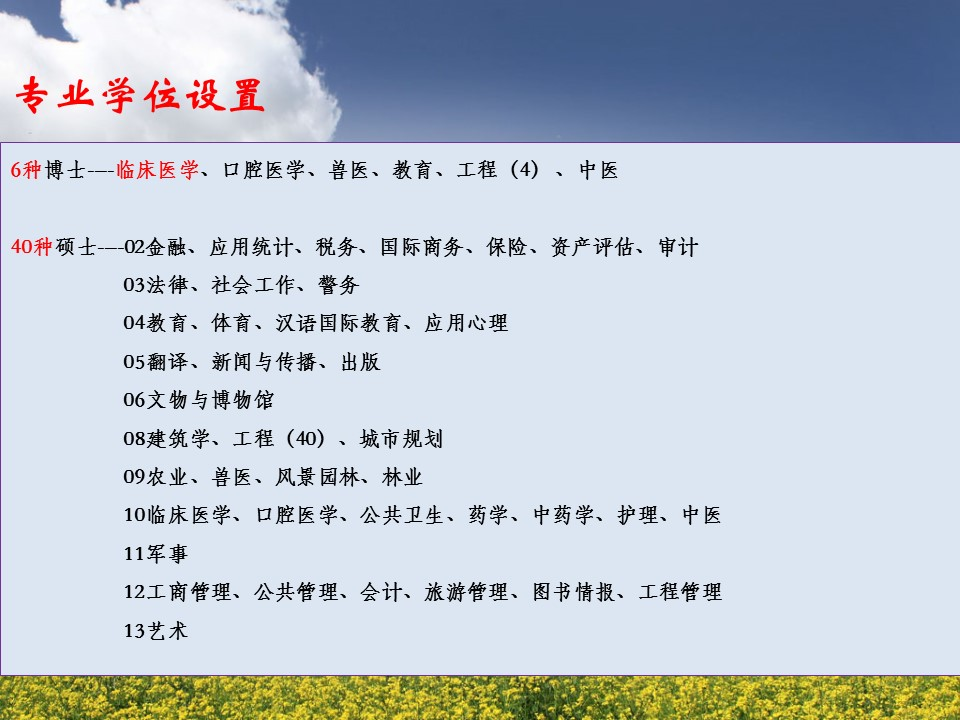 专业学位设置
6种博士----临床医学、口腔医学、兽医、教育、工程（4）、中医
40种硕士----02金融、应用统计、税务、国际商务、保险、资产评估、审计
03法律、社会工作、警务
04教育、体育、汉语国际教育、应用心理
05翻译、新闻与传播、出版
06文物与博物馆
08建筑学、工程（40）、城市规划
09农业、兽医、风景园林、林业
10临床医学、口腔医学、公共卫生、药学、中药学、护理、中医
11军事
12工商管理、公共管理、会计、旅游管理、图书情报、工程管理
13艺术